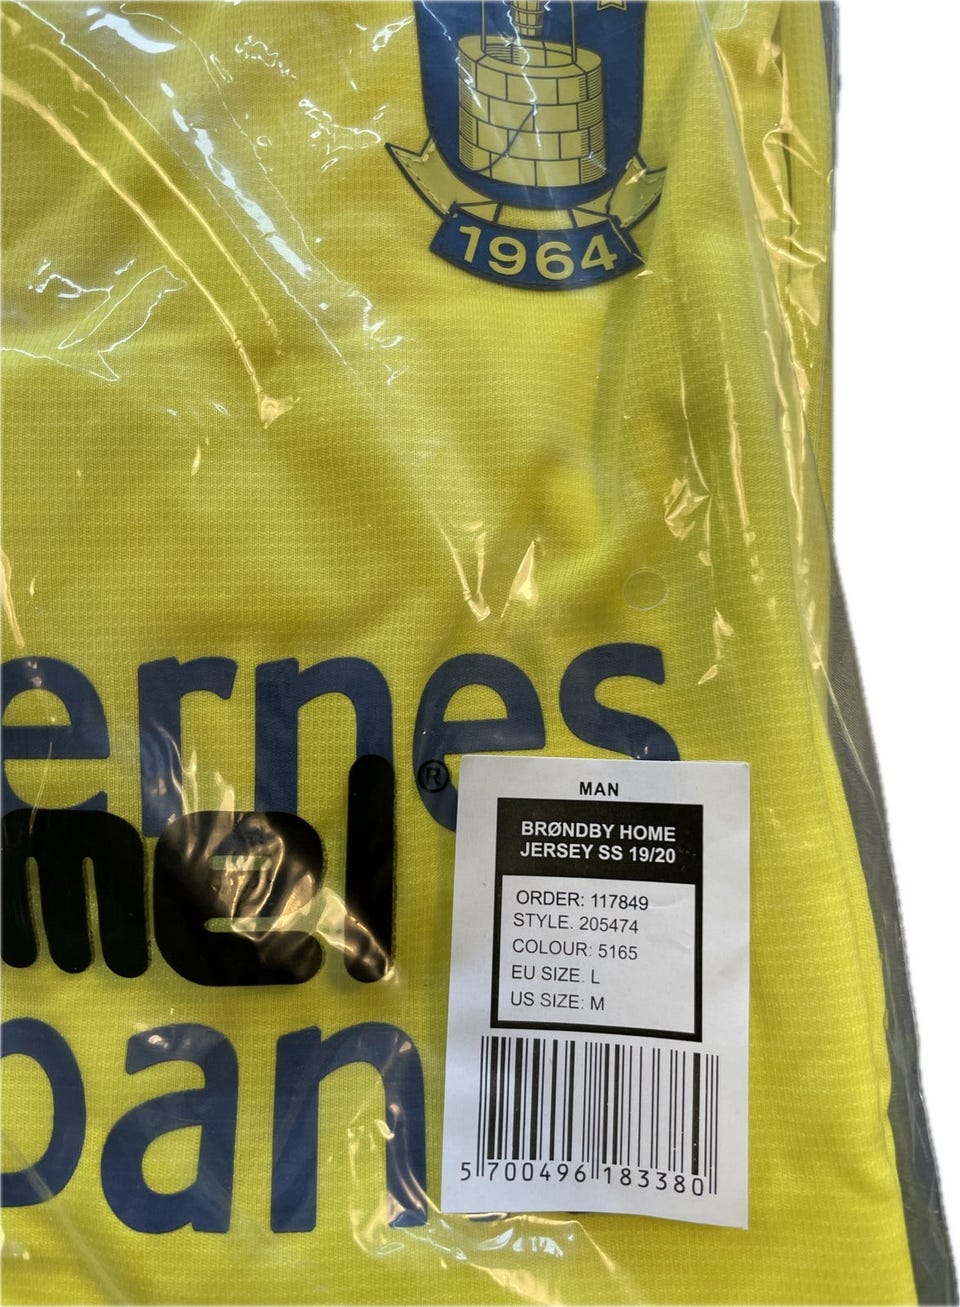 1964
ernes
mel®
ban
MAN
BRØNDBY HOME
JERSEY SS 19/20
ORDER: 117849
STYLE. 205474
COLOUR: 5165
EU SIZE. L
US SIZE: M
5 700496 183380